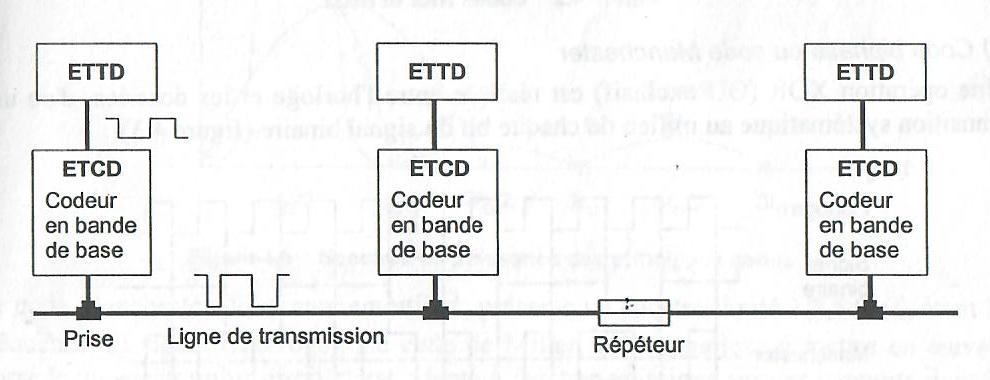 ETTD
ETTD
ETTD
ETCD
Codeur
en bande
de base
ETCD
Codeur
en bande
de base
ETCD
Codeur
en bande
de base
Prise
Ligne de transmission
Répéteur